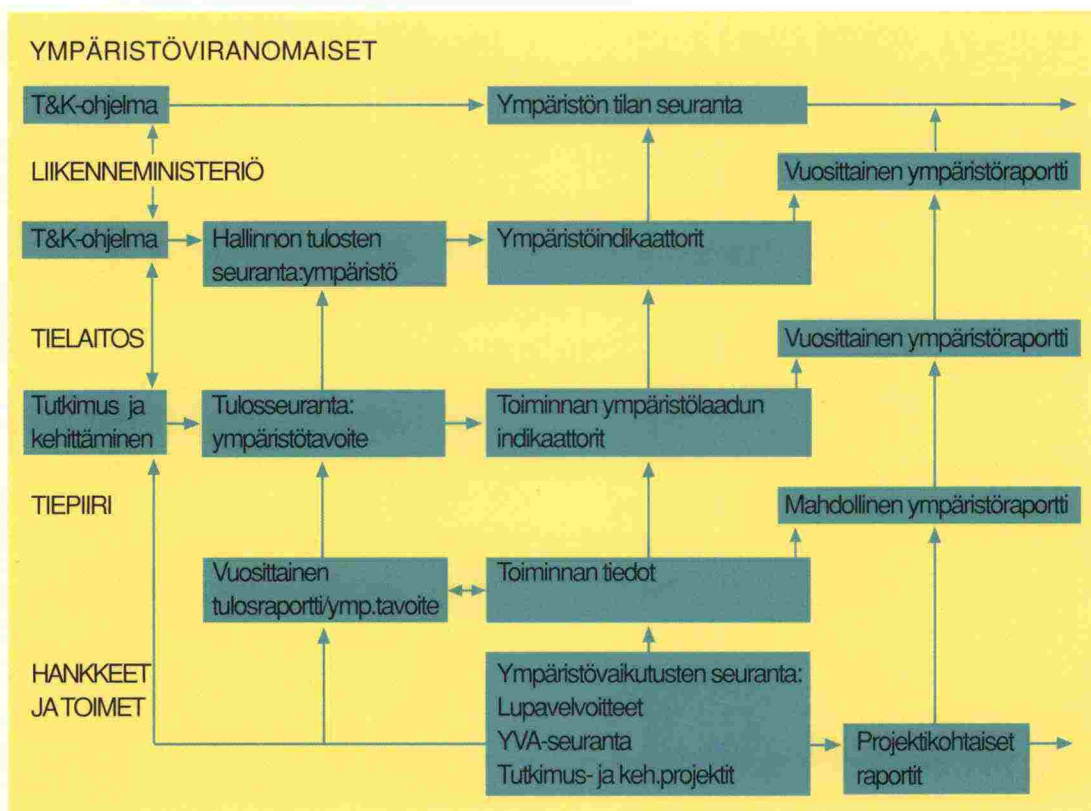 YMPÄRISTÖVIRANOMAISET
T&K-ohjelma
Ympäristön tilan seuranta
LIIKENNEMINISTERIÖ
Vuosittainen ympäristöraportti
T&K-ohjelma
Hallinnon tulosten
seuranta:ympäristö
Ympäristöindikaattorit
TIELAITOS
Vuosittainen ympäristöraportti
Tutkimus ja
kehittäminen
Tulosseuranta:
ympäristötavoite
Toiminnan ympäristölaadun
indikaattorit
TIEPIIRI
Mahdollinen ympäristöraportti
Vuosittainen
tulosraportti/ymp.tavoite
Toiminnan tiedot
HANKKEET
JA TOIMET
Ympäristövaikutusten seuranta:
Lupavelvoitteet
YVA-seuranta
Tutkimus- ja keh.projektit
Projektikohtaiset
raportit